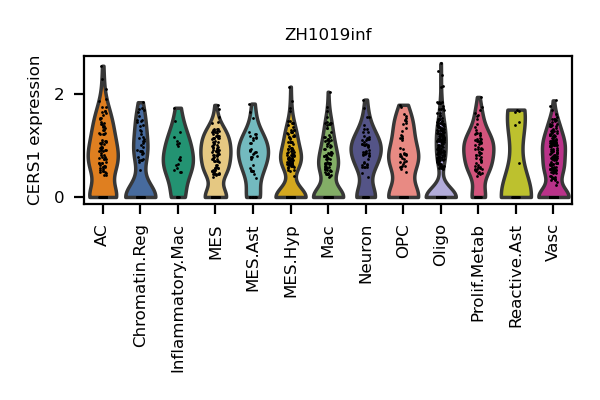 ZH1019inf
CERS1 expression
2
0
AC
Chromatin.Reg
Inflammatory.Mac
MES
MES.Ast
MES.Hyp
Mac
Neuron
OPC
Oligo
Prolif.Metab
Reactive.Ast
Vasc